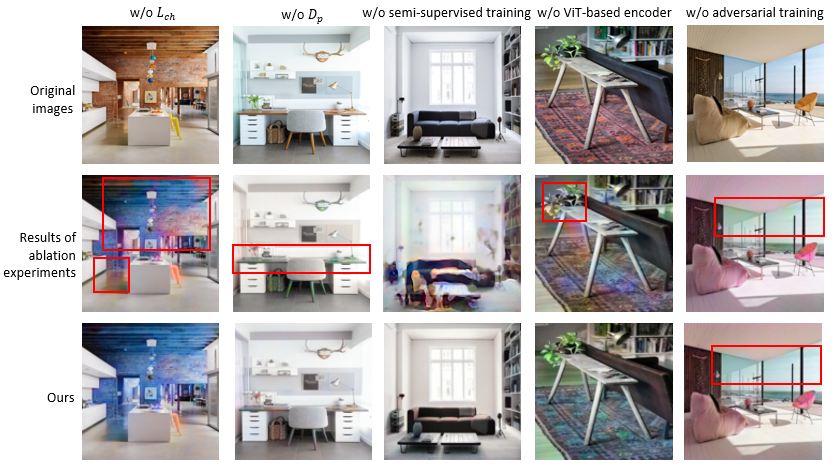 w/o L_ch
w/o D_p
w/o semi-supervised training
w/o ViT-based encoder
w/o adversarial training
Original
images
Results of
ablation
experiments
Ours